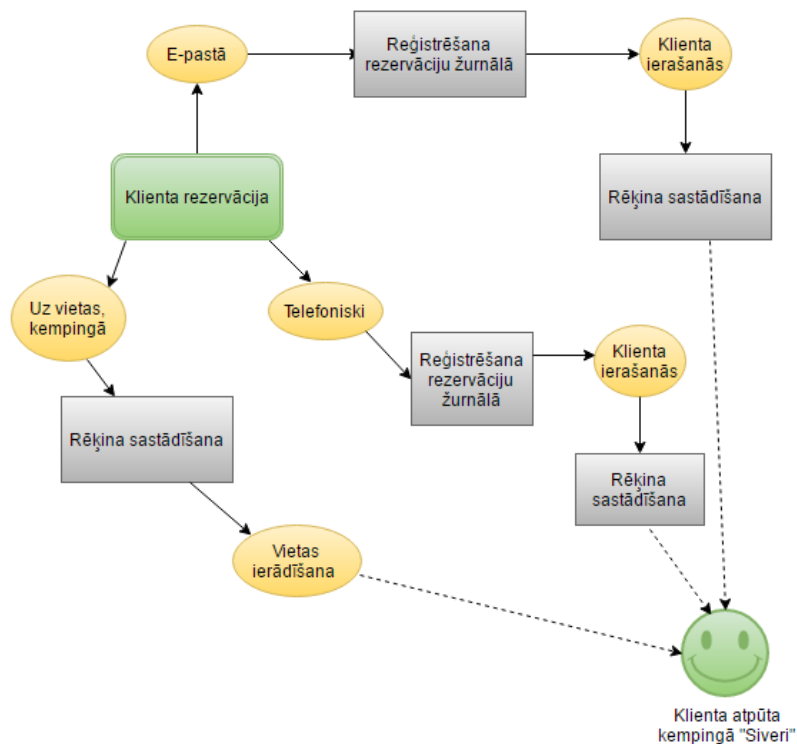 E-pastā
Reģistrēšana
rezervāciju žurnālā
Klienta
ierašanās
Klienta rezervācija
Rēķina sastādīšana
Uz vietas,
kempingā
Telefoniski
Reģistrēšana
rezervāciju
žurnālā
Klienta
ierašanās
Rēķina sastādīšana
Rēķina
sastādīšana
Vietas
ierādīšana
Klienta atpūta
kempingā "Siveri"